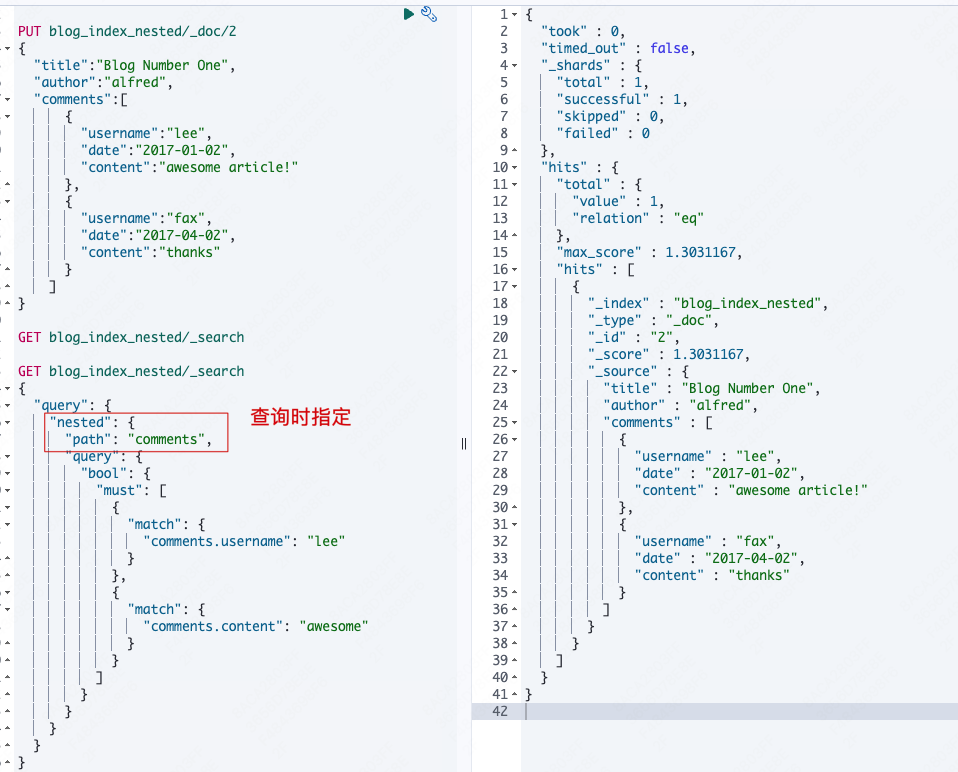 PUT blog_index_nested/_doc/2
{
"title":"Blog Number One",
"author":"alfred",
"comments":[
{
"username":"lee",
"date":"2017-01-02",
"content":"awesome article!"
},
{
"username":"fax",
"date":"2017-04-02",
"content":"thanks"
}
]
}
GET blog_index_nested/_search
GET blog_index_nested/_search
{
"query": {
"nested": {
查询时指定
"path": "comments",
"query": {
"bool": {
"must": [
{
"match": {
"comments.username": "lee"
}
},
{
"match": {
"comments.content": "awesome"
}
}
]
}
}
}
}
}
1 {
2 "took" : 0,
3 "timed_out" : false,
4 "_shards" : {
5 "total" : 1,
6 "successful" : 1,
7 "skipped" : 0,
8 "failed" : 0
9 },
10 "hits" : {
11 "total" : {
12 "value" : 1,
13 "relation" : "eq"
14 },
15 "max_score" : 1.3031167,
16 "hits" : [
17 {
18 "_index" : "blog_index_nested",
19 "_type" : "_doc",
20 "_id" : "2",
21 "_score" : 1.3031167,
22 "_source" : {
23 "title" : "Blog Number One",
24 "author" : "alfred",
25 "comments" : [
26 {
27 "username" : "lee",
28 "date" : "2017-01-02",
29 "content" : "awesome article!"
30 },
31 {
32 "username" : "fax",
33 "date" : "2017-04-02",
34 "content" : "thanks"
35 }
36 ]
37 }
38 }
39 ]
40 }
41 }
42